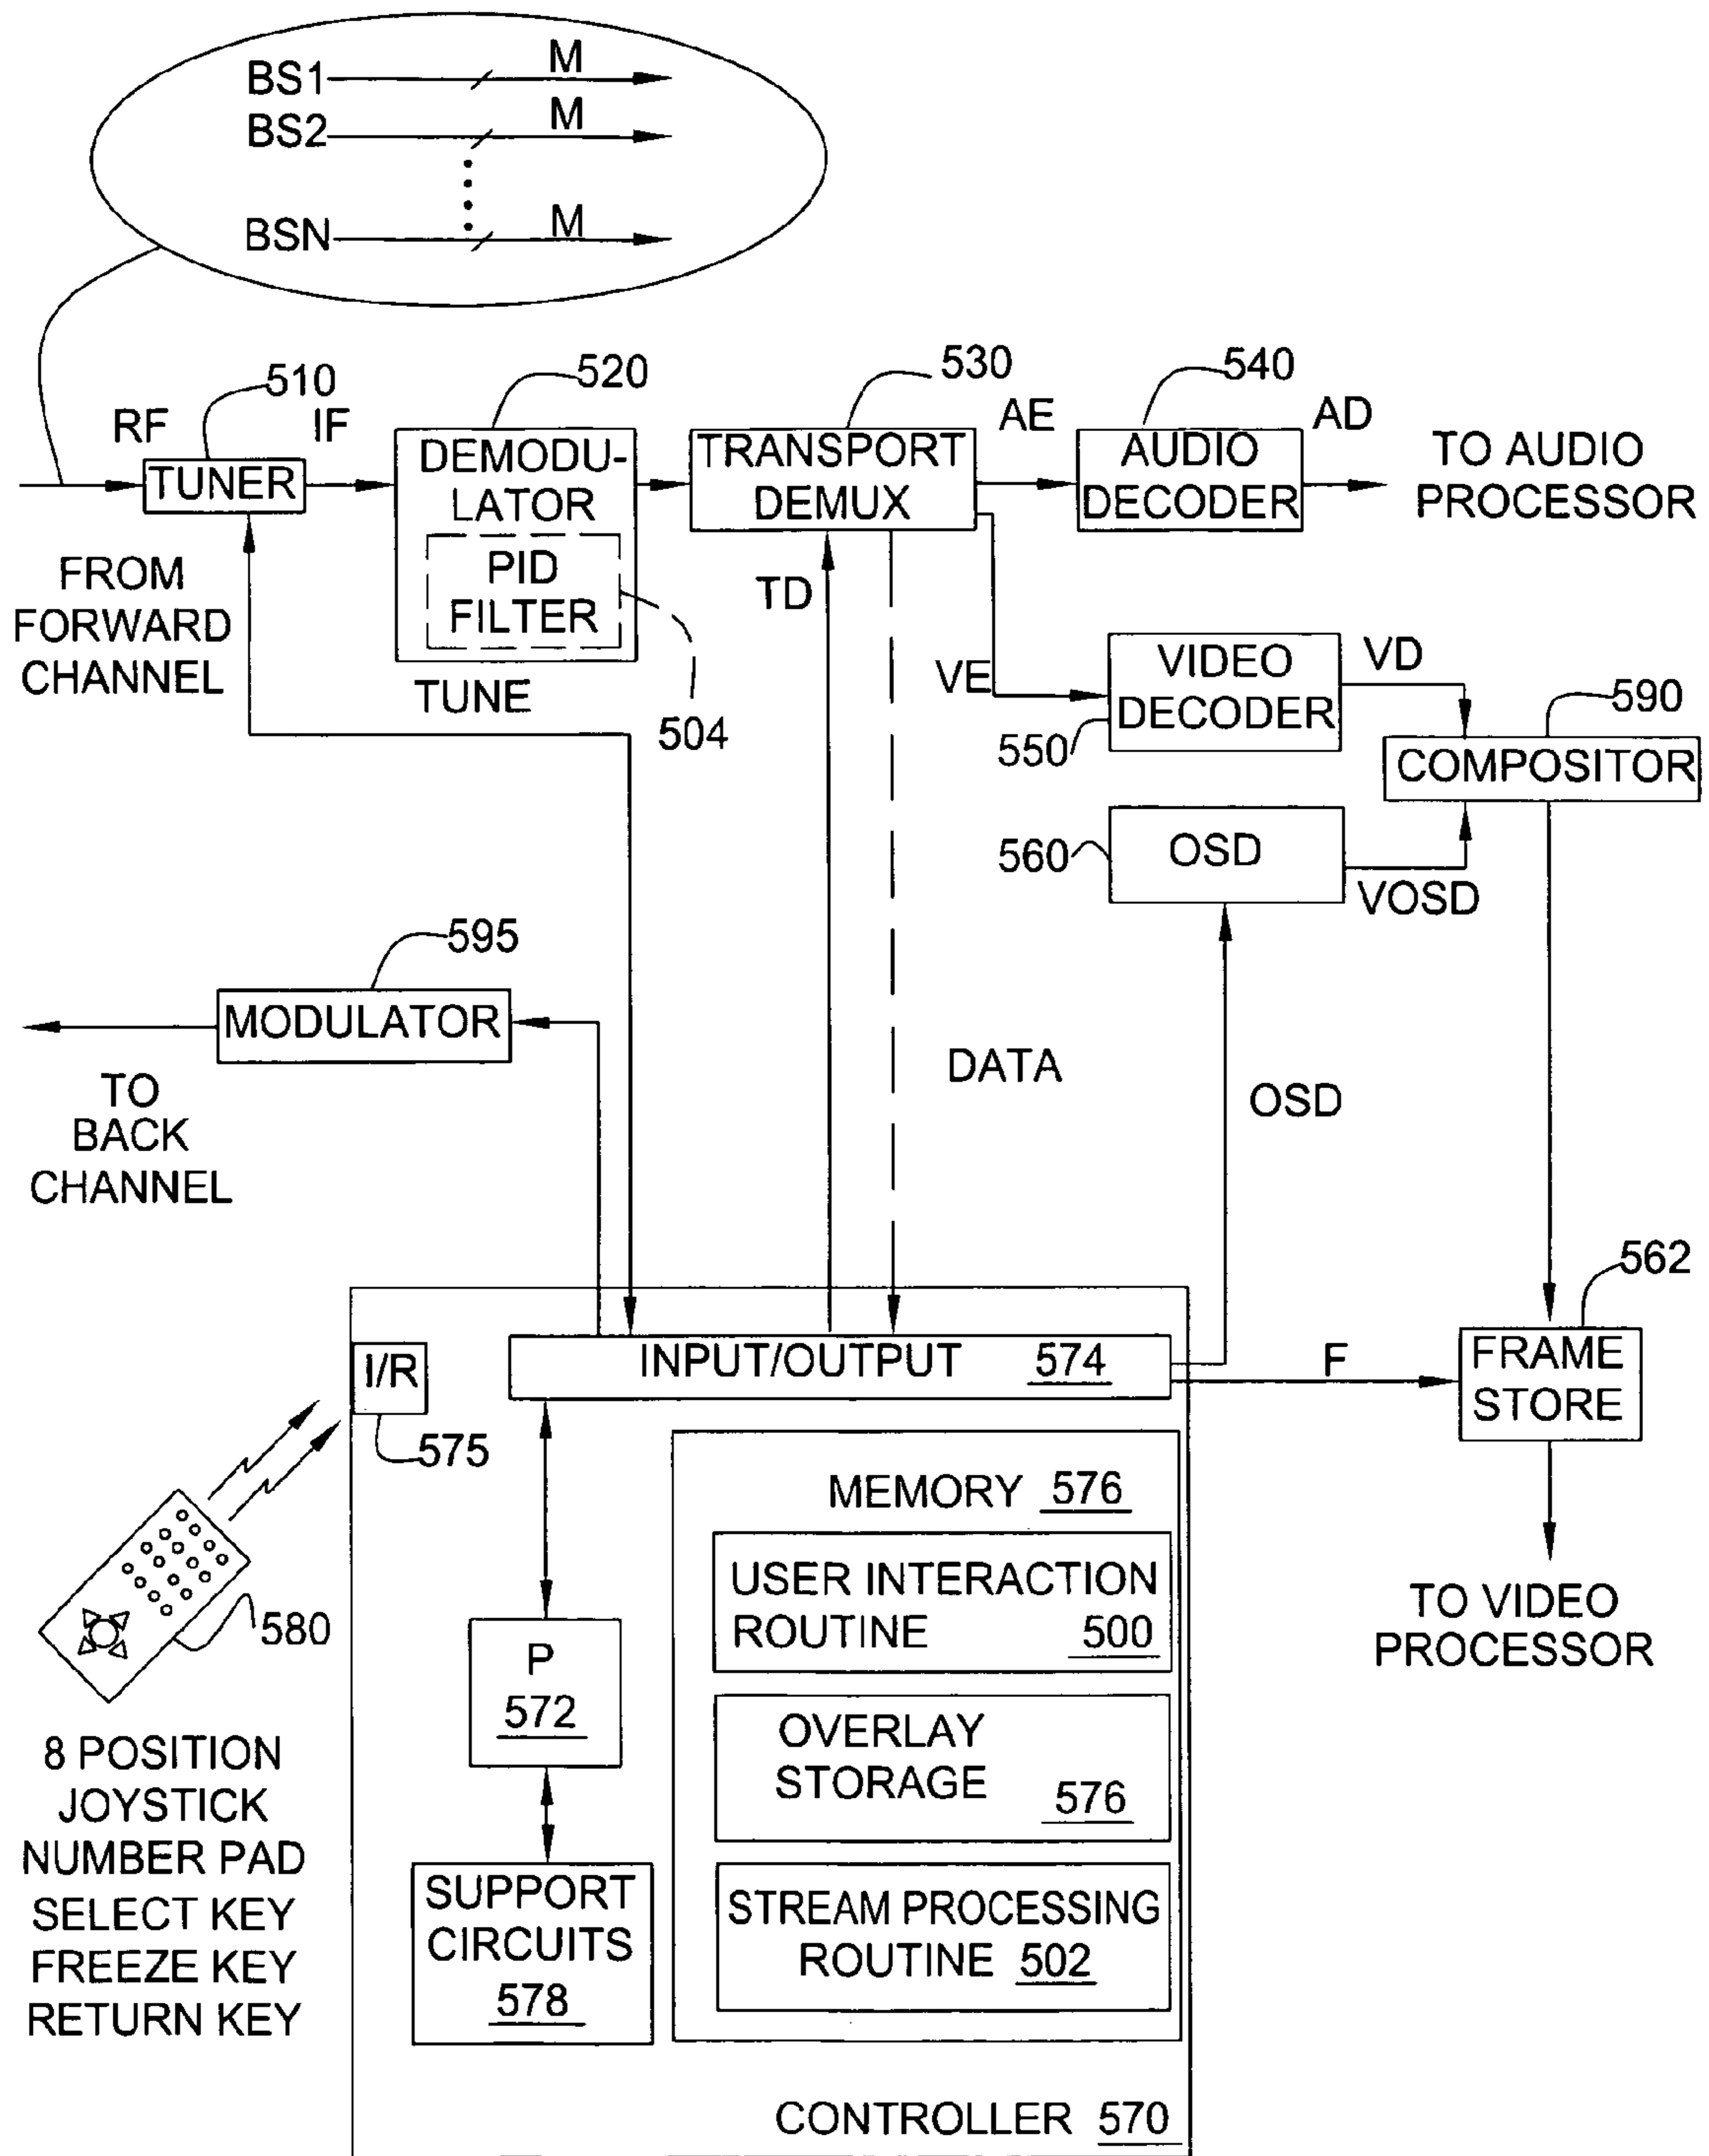 BS1 M
BS2 M
BSN M
510
520
530
540
RF
IF
AE
AD
TUNER
DEMODU-
LATOR
PID
FILTER
TRANSPORT
DEMUX
AUDIO
DECODER
TO AUDIO
PROCESSOR
FROM
FORWARD
CHANNEL
TUNE
504
TD
VE
VIDEO
DECODER
550
VD
590
COMPOSITOR
560
OSD
VOSD
595
MODULATOR
TO
BACK
CHANNEL
DATA
OSD
562
I/R
575
INPUT/OUTPUT 574
F
FRAME
STORE
MEMORY 576
USER INTERACTION
ROUTINE 500
TO VIDEO
PROCESSOR
580
P
572
OVERLAY
STORAGE 576
8 POSITION
JOYSTICK
NUMBER PAD
SELECT KEY
FREEZE KEY
RETURN KEY
SUPPORT
CIRCUITS
578
STREAM PROCESSING
ROUTINE 502
CONTROLLER 570